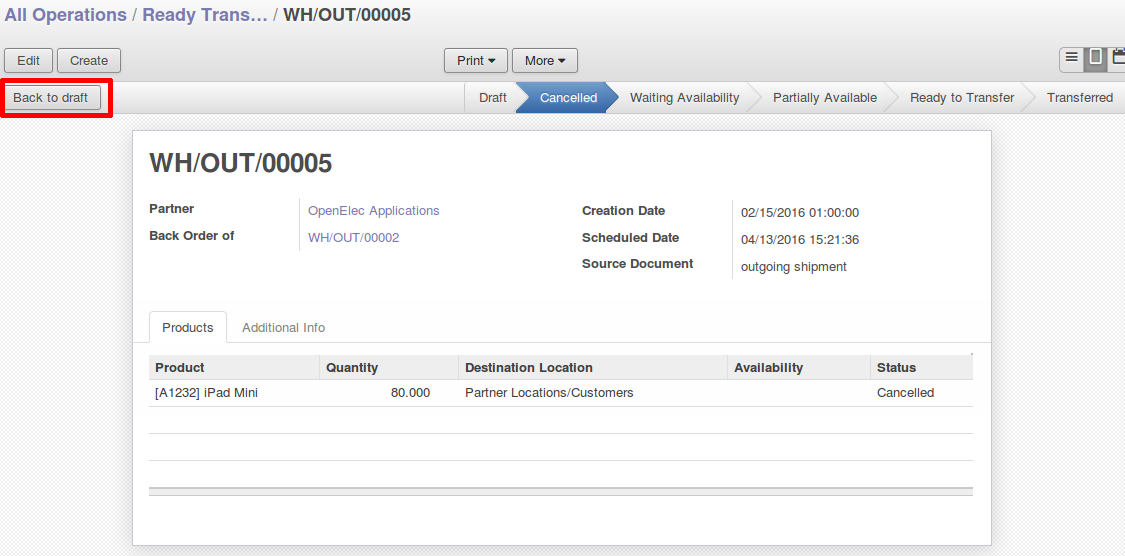 All Operations / Ready Trans... / WH/OUT/00005
Edit Create Print More
Back to draft Draft Cancelled Waiting Availability Partially Available Ready to Transfer Transferred
WH/OUT/00005
Partner OpenElec Applications Creation Date 02/15/2016 01:00:00
Back Order of WH/OUT/00002 Scheduled Date 04/13/2016 15:21:36
Source Document outgoing shipment
Products Additional Info
Product Quantity Destination Location Availability Status
[A1232] iPad Mini 80.000 Partner Locations/Customers Cancelled